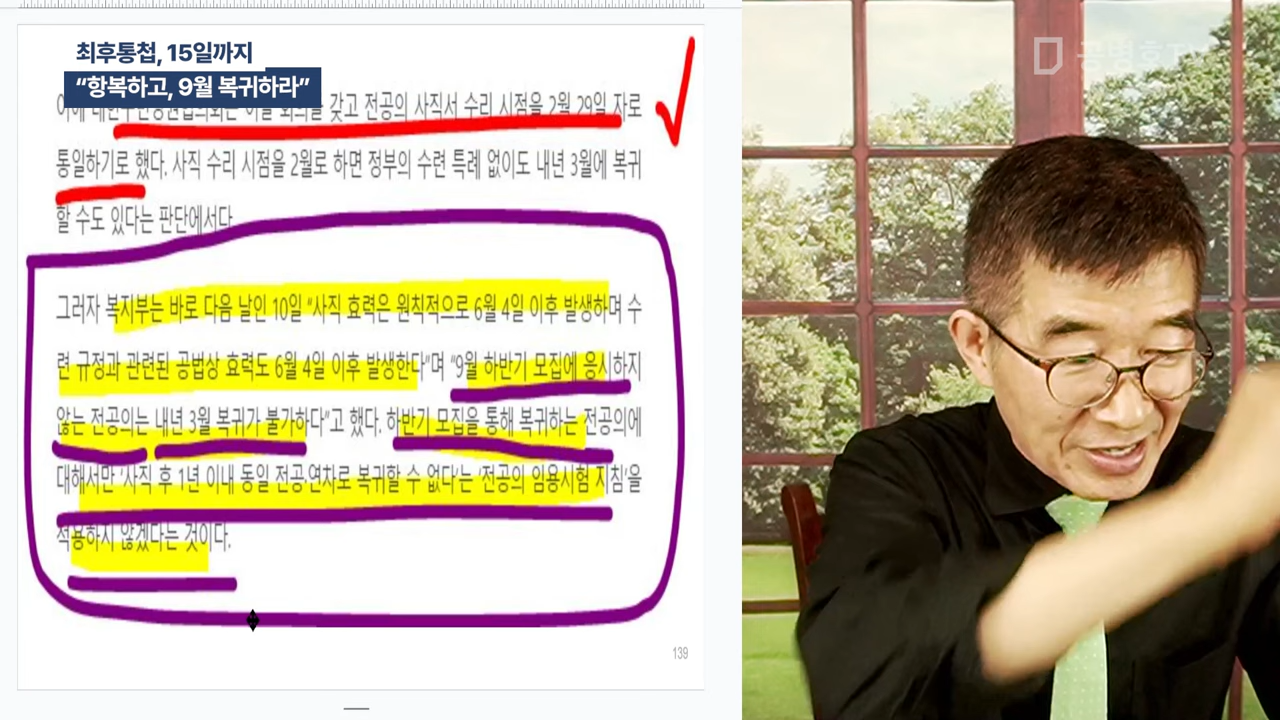 최후통첩, 15일까지
“항복하고, 9월 복귀하라”
공병호TV
갖고 전공의 사직서 수리 시점을 2월 29일 자로
통일하기로 했다. 사직 수리 시점을 2월로 하면 정부의 수련 특례 없이도 내년 3월에 복귀
할 수도 있다는 판단에서다.
그러자 복지부는 바로 다음 날인 10일 “사직 효력은 원칙적으로 6월 4일 이후 발생하며 수
련 규정과 관련된 공법상 효력도 6월 4일 이후 발생한다”며 “9월 하반기 모집에 응시하지
않는 전공의는 내년 3월 복귀가 불가하다”고 했다. 하반기 모집을 통해 복귀하는 전공의에
대해서만 ‘사직 후 1년 이내 동일 전공·연차로 복귀할 수 없다’는 ‘전공의 임용시험 지침’을
적용하지 않겠다는 것이다.
139